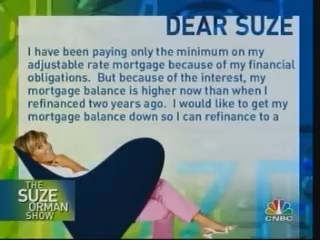 DEAR SUZE
I have been paying only the minimum on my
adjustable rate mortgage because of my financial
obligations. But because of the interest, my
mortgage balance is higher now than when I
refinanced two years ago. I would like to get my
mortgage balance down so I can refinance to a
THE
SUZE
ORMAN
SHOW
CNBC